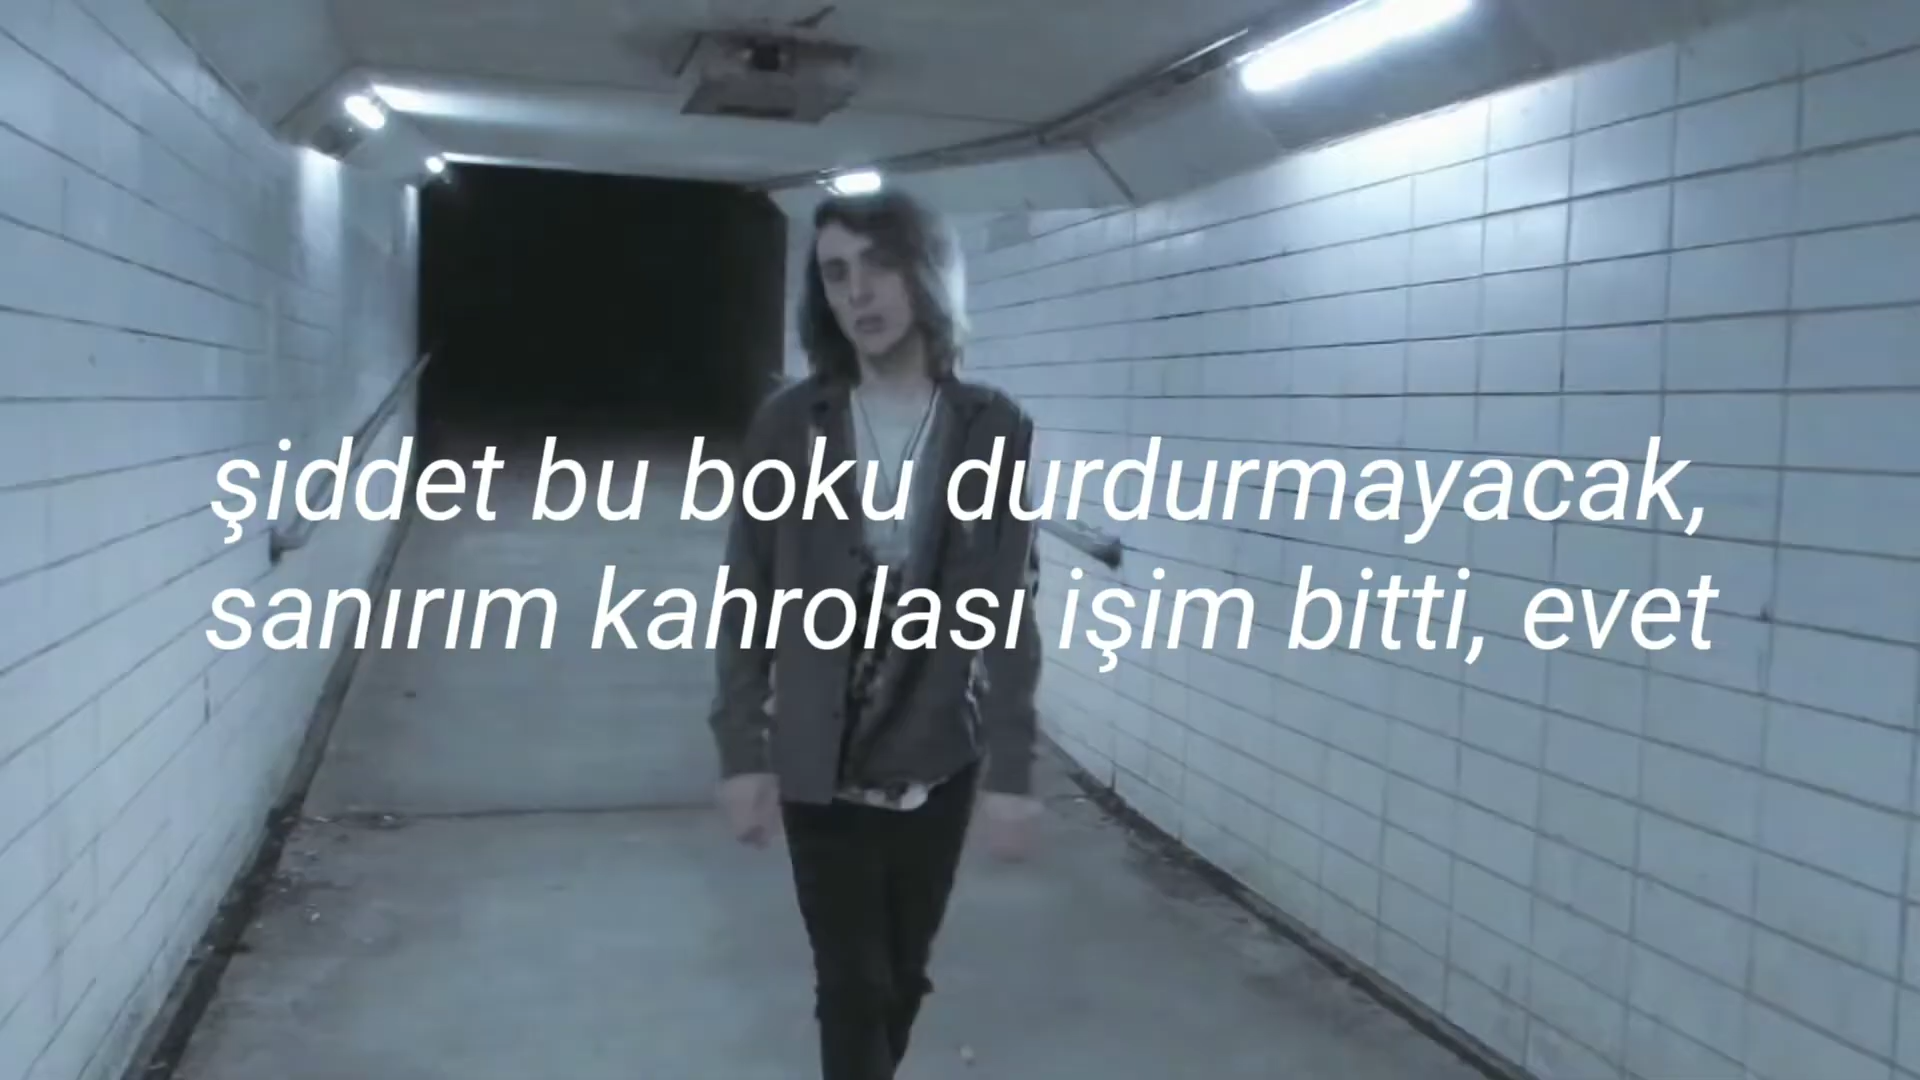 şiddet bu boku durdurmayacak,
sanırım kahrolası işim bitti, evet